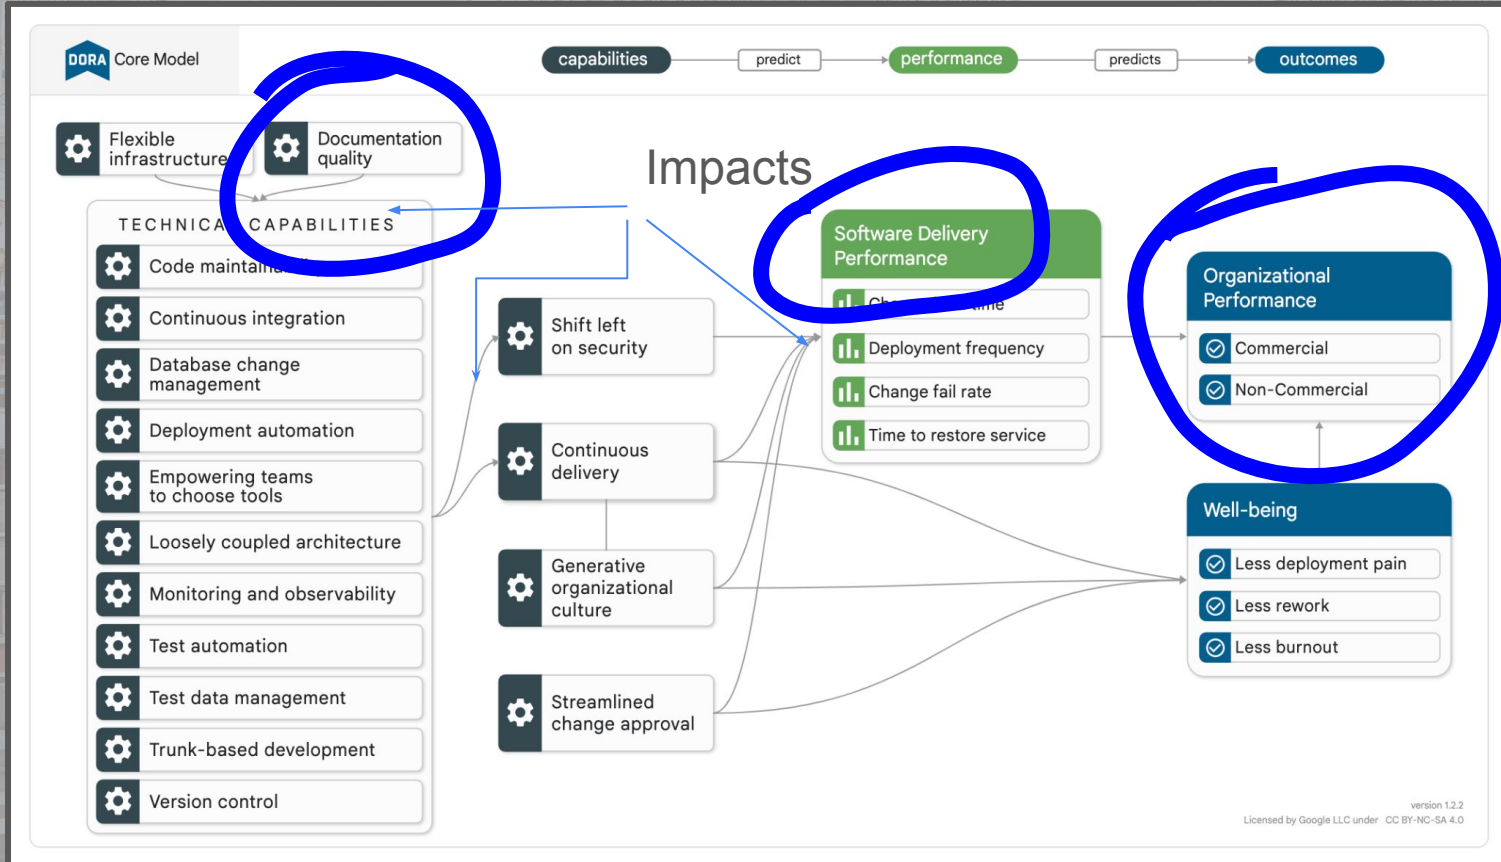 DORA Core Model
capabilities
predict
performance
predicts
outcomes
Flexible
infrastructure
Documentation
quality
Impacts
TECHNICAL CAPABILITIES
Code maintainability
Continuous integration
Database change
management
Deployment automation
Empowering teams
to choose tools
Loosely coupled architecture
Monitoring and observability
Test automation
Test data management
Trunk-based development
Version control
Shift left
on security
Continuous
delivery
Generative
organizational
culture
Streamlined
change approval
Software Delivery
Performance
time
Deployment frequency
Change fail rate
Time to restore service
Organizational
Performance
Commercial
Non-Commercial
Well-being
Less deployment pain
Less rework
Less burnout
version 1.2.2
Licensed by Google LLC under CC BY-NC-SA 4.0